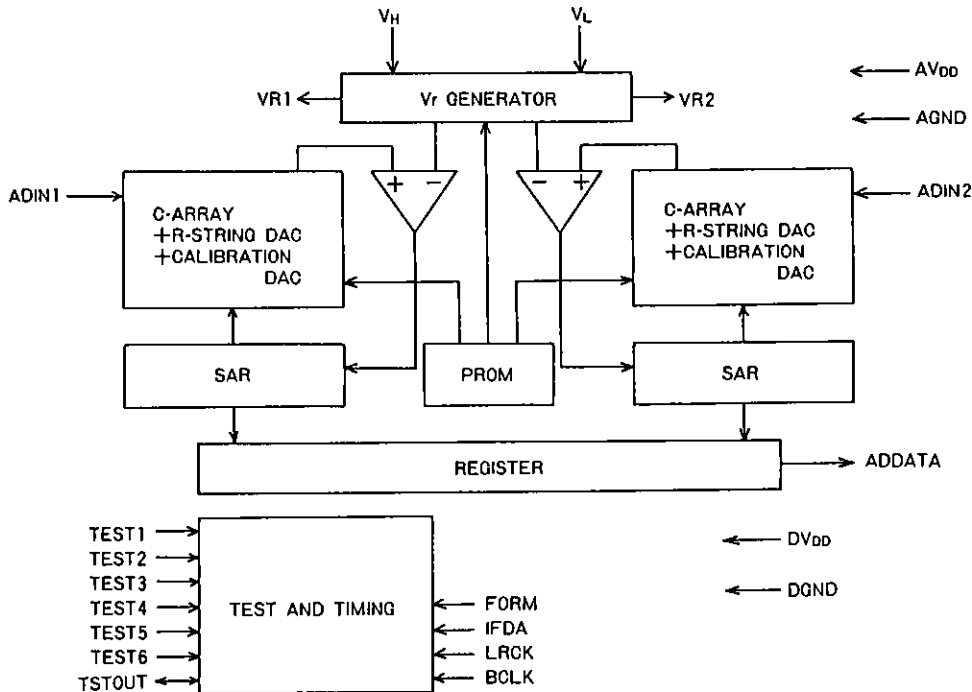 VH
VL
VR1
Vr GENERATOR
VR2
AVDD
AGND
ADIN1
+
−
−
+
ADIN2
C-ARRAY
+R-STRING DAC
+CALIBRATION
DAC
C-ARRAY
+R-STRING DAC
+CALIBRATION
DAC
SAR
PROM
SAR
REGISTER
ADDATA
TEST1
TEST2
TEST3
TEST4
TEST5
TEST6
TSTOUT
TEST AND TIMING
FORM
IFDA
LRCK
BCLK
DVDD
DGND